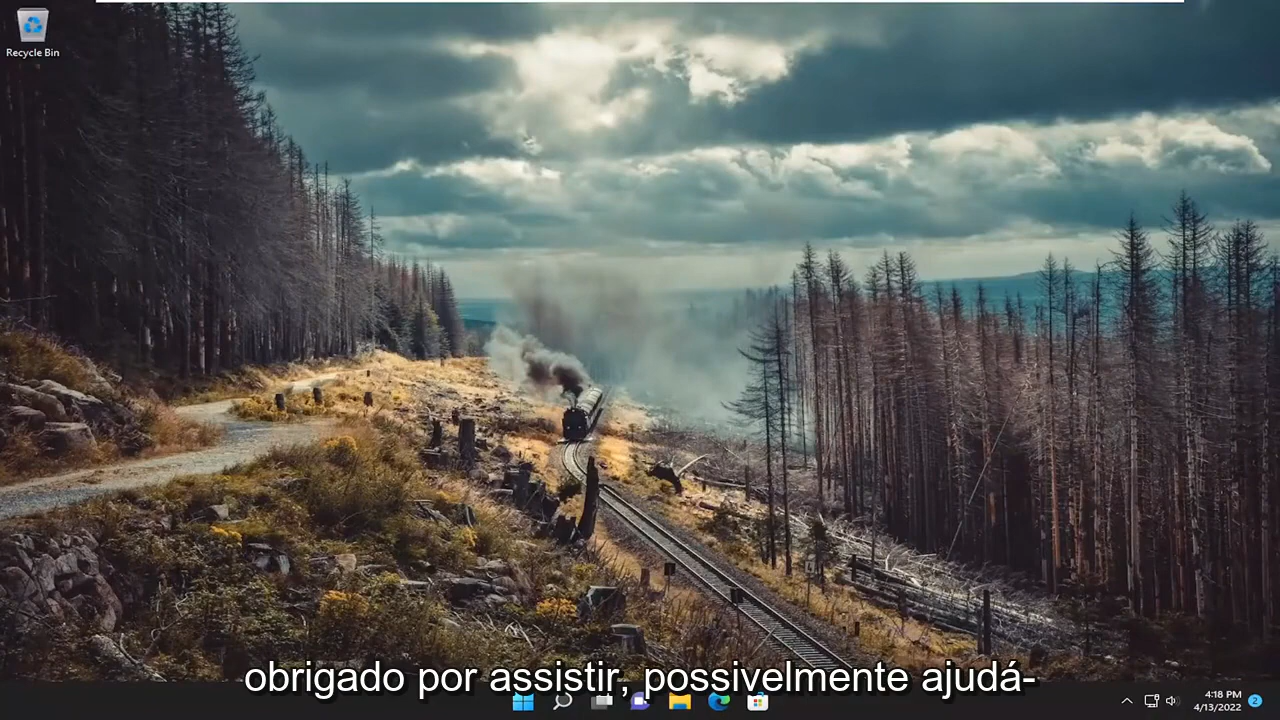 Recycle Bin
obrigado por assistir, possivelmente ajudá-
4:18 PM
4/13/2022
2